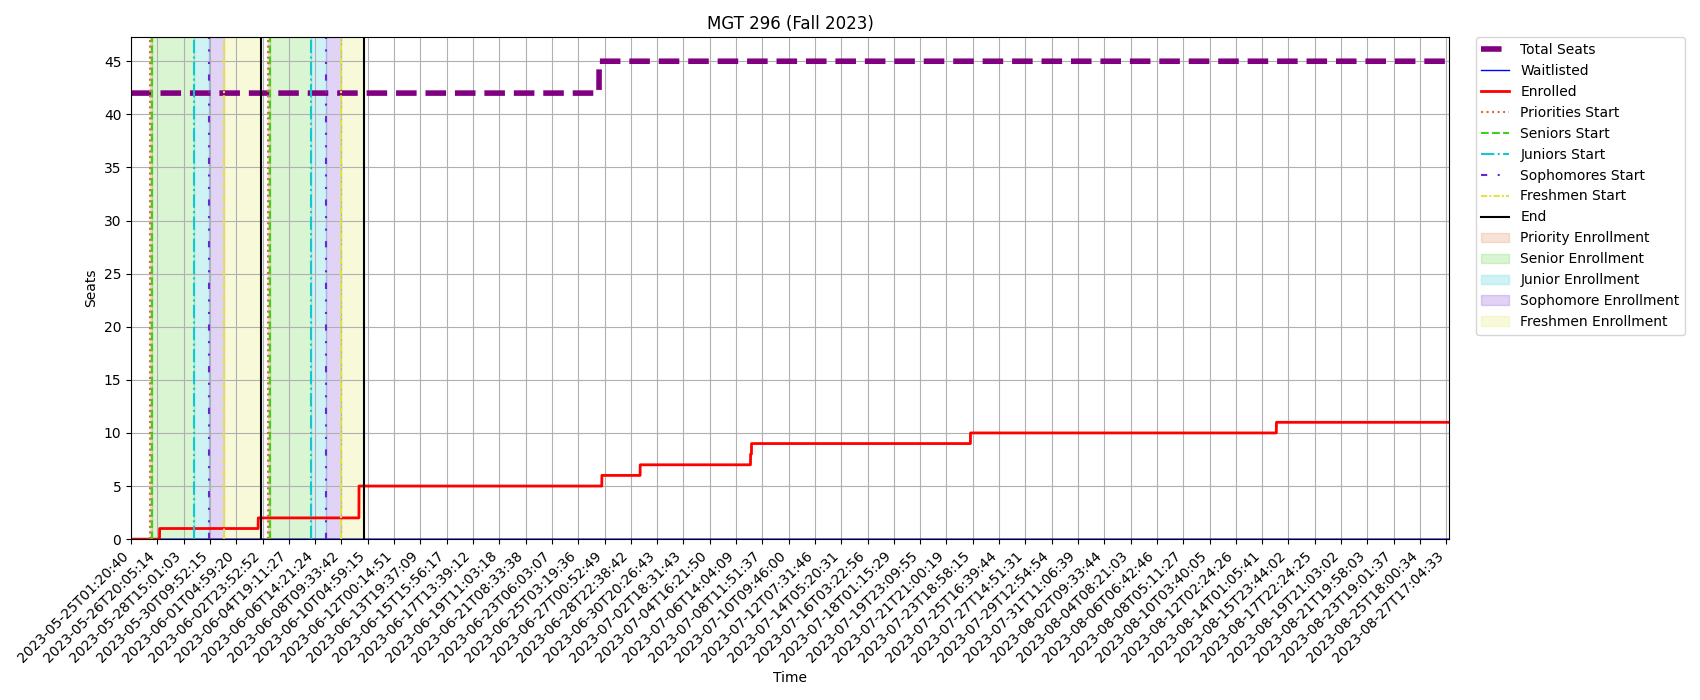 MGT 296 (Fall 2023)
45
40
35
30
25
20
15
10
5
0
Seats
2023-05-25T01:20:40
2023-05-26T20:05:14
2023-05-28T15:01:03
2023-05-30T09:52:15
2023-06-01T04:59:20
2023-06-02T23:52:52
2023-06-04T19:11:27
2023-06-06T14:21:24
2023-06-08T09:33:42
2023-06-10T04:59:15
2023-06-12T00:14:51
2023-06-13T19:37:09
2023-06-15T15:56:17
2023-06-17T13:39:12
2023-06-19T11:03:18
2023-06-21T08:33:38
2023-06-23T06:03:07
2023-06-25T03:19:36
2023-06-27T00:52:49
2023-06-28T22:38:42
2023-06-30T20:26:43
2023-07-02T18:31:43
2023-07-04T16:21:50
2023-07-06T14:04:09
2023-07-08T11:51:37
2023-07-10T09:46:00
2023-07-12T07:31:46
2023-07-14T05:20:31
2023-07-16T03:22:56
2023-07-18T01:15:29
2023-07-19T23:09:55
2023-07-21T21:00:19
2023-07-23T18:58:15
2023-07-25T16:39:44
2023-07-27T14:51:31
2023-07-29T12:54:54
2023-07-31T11:06:39
2023-08-02T09:33:44
2023-08-04T08:21:03
2023-08-06T06:42:46
2023-08-08T05:11:27
2023-08-10T03:40:05
2023-08-12T02:24:26
2023-08-14T01:05:41
2023-08-15T23:44:02
2023-08-17T22:24:25
2023-08-19T21:03:02
2023-08-21T19:58:03
2023-08-23T19:01:37
2023-08-25T18:00:34
2023-08-27T17:04:33
Time
Total Seats
Waitlisted
Enrolled
Priorities Start
Seniors Start
Juniors Start
Sophomores Start
Freshmen Start
End
Priority Enrollment
Senior Enrollment
Junior Enrollment
Sophomore Enrollment
Freshmen Enrollment